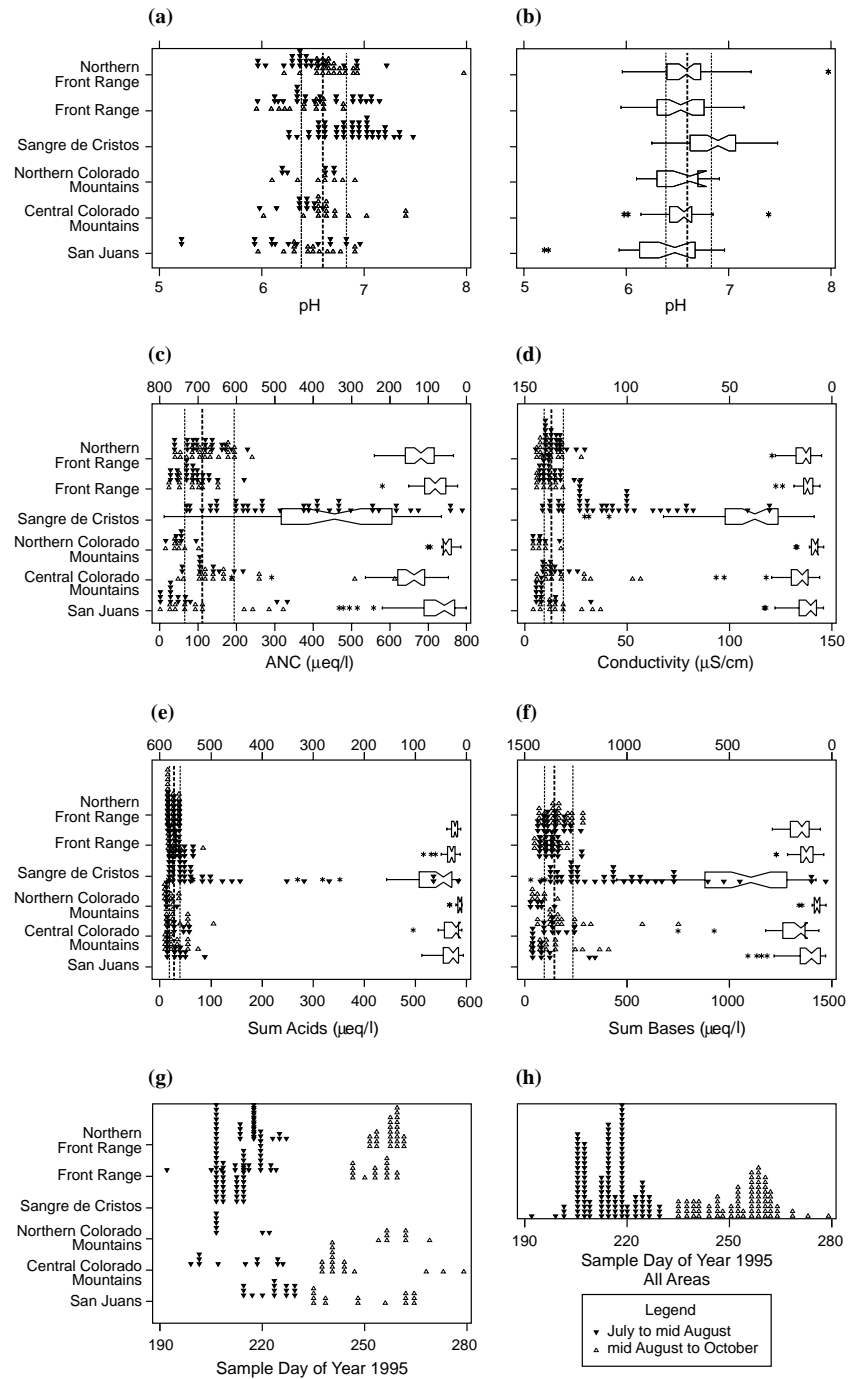 (a)
(b)
Northern
Front Range
Front Range
Sangre de Cristos
Northern Colorado
Mountains
Central Colorado
Mountains
San Juans
5 6 7 8
pH
5 6 7 8
pH
(c)
(d)
800 700 600 500 400 300 200 100 0
150 100 50 0
Northern
Front Range
Front Range
Sangre de Cristos
Northern Colorado
Mountains
Central Colorado
Mountains
San Juans
0 100 200 300 400 500 600 700 800
ANC (μeq/l)
0 50 100 150
Conductivity (μS/cm)
(e)
(f)
600 500 400 300 200 100 0
1500 1000 500 0
Northern
Front Range
Front Range
Sangre de Cristos
Northern Colorado
Mountains
Central Colorado
Mountains
San Juans
0 100 200 300 400 500 600
Sum Acids (μeq/l)
0 500 1000 1500
Sum Bases (μeq/l)
(g)
(h)
Northern
Front Range
Front Range
Sangre de Cristos
Northern Colorado
Mountains
Central Colorado
Mountains
San Juans
190 220 250 280
Sample Day of Year 1995
190 220 250 280
Sample Day of Year 1995
All Areas
Legend
July to mid August
mid August to October